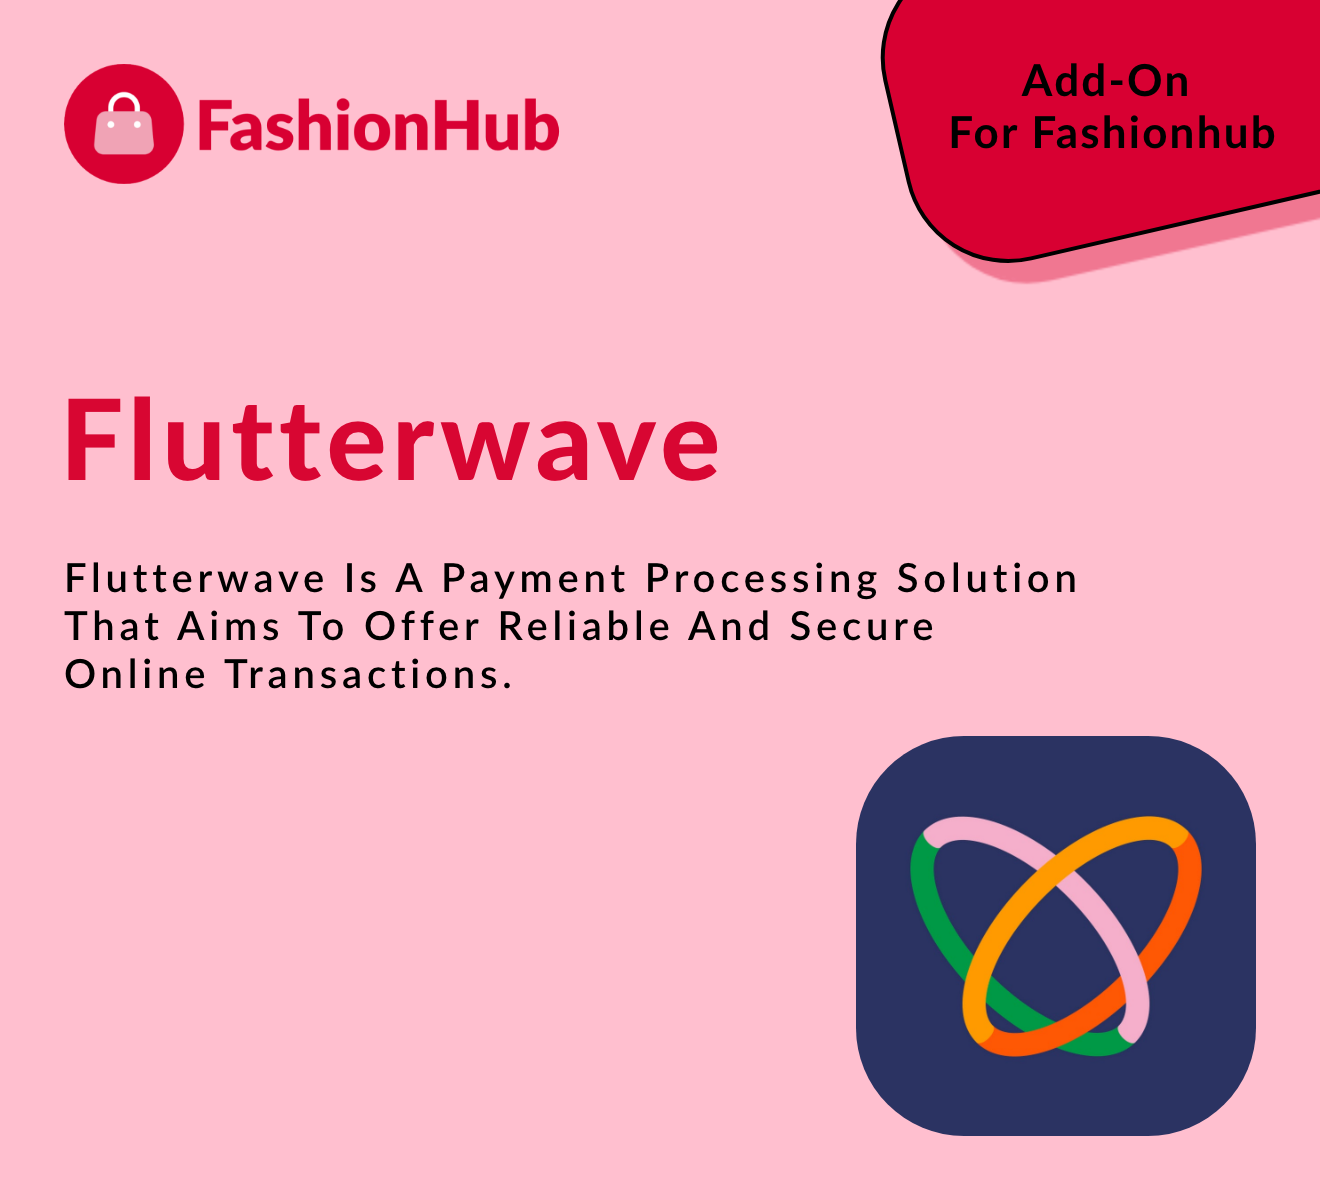 FashionHub
Add-On
For Fashionhub
Flutterwave
Flutterwave Is A Payment Processing Solution
That Aims To Offer Reliable And Secure
Online Transactions.